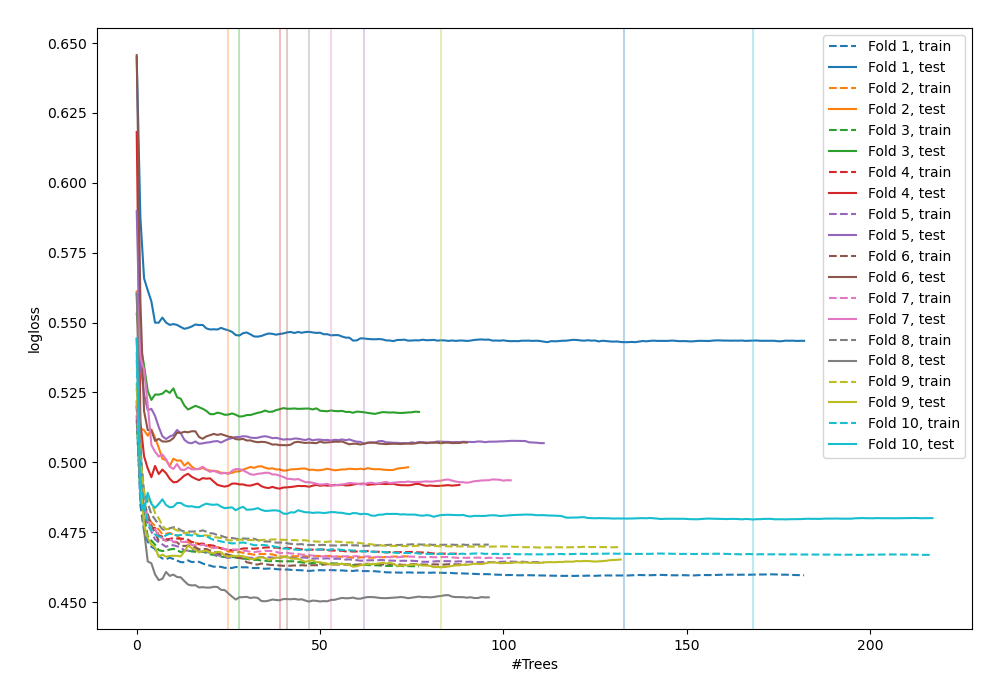 0.650
0.625
0.600
0.575
0.550
0.525
0.500
0.475
0.450
logloss
0
50
100
150
200
#Trees
Fold 1, train
Fold 1, test
Fold 2, train
Fold 2, test
Fold 3, train
Fold 3, test
Fold 4, train
Fold 4, test
Fold 5, train
Fold 5, test
Fold 6, train
Fold 6, test
Fold 7, train
Fold 7, test
Fold 8, train
Fold 8, test
Fold 9, train
Fold 9, test
Fold 10, train
Fold 10, test